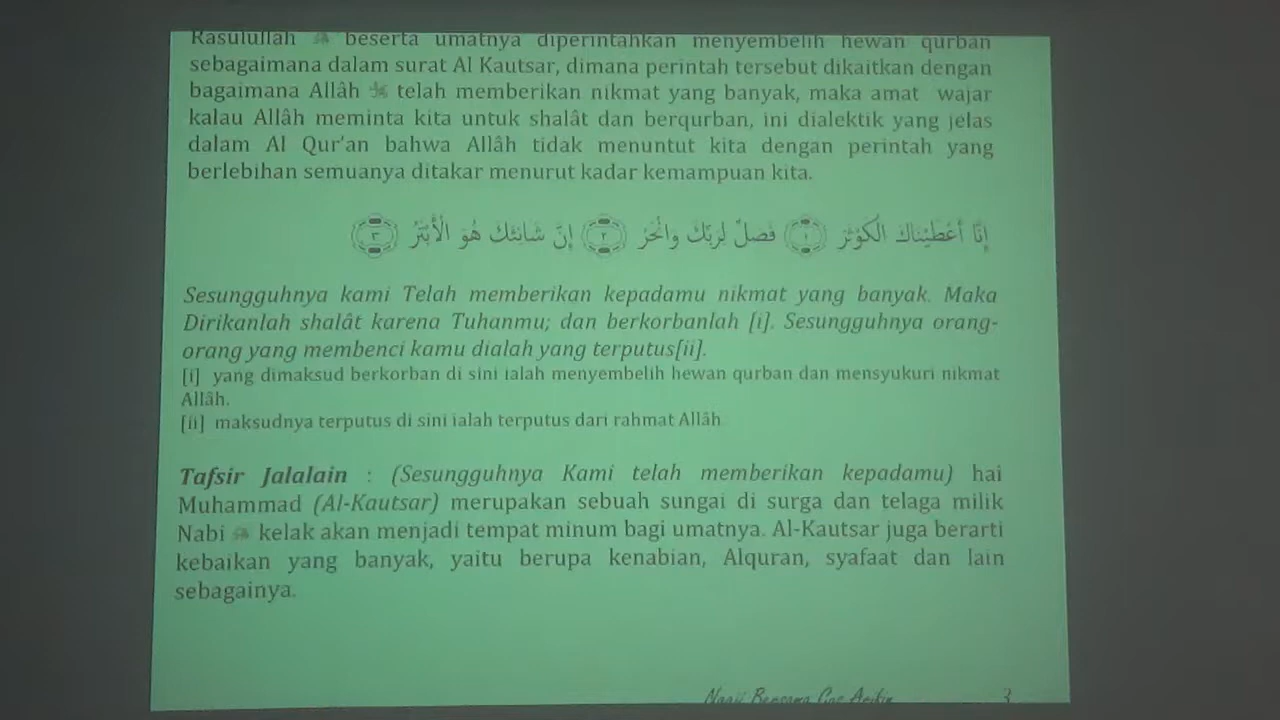 Rasulullah ﷺ beserta umatnya diperintahkan menyembelih hewan qurban
sebagaimana dalam surat Al Kautsar, dimana perintah tersebut dikaitkan dengan
bagaimana Allâh ﷻ telah memberikan nikmat yang banyak, maka amat wajar
kalau Allâh meminta kita untuk shalât dan berqurban, ini dialektik yang jelas
dalam Al Qur'an bahwa Allâh tidak menuntut kita dengan perintah yang
berlebihan semuanya ditakar menurut kadar kemampuan kita.
إِنَّا أَعْطَيْنَاكَ الْكَوْثَرَ ﴿١﴾ فَصَلِّ لِرَبِّكَ وَانْحَرْ ﴿٢﴾ إِنَّ شَانِئَكَ هُوَ الْأَبْتَرُ ﴿٣﴾
Sesungguhnya kami Telah memberikan kepadamu nikmat yang banyak. Maka
Dirikanlah shalât karena Tuhanmu; dan berkorbanlah [i]. Sesungguhnya orang-
orang yang membenci kamu dialah yang terputus[ii].
[i] yang dimaksud berkorban di sini ialah menyembelih hewan qurban dan mensyukuri nikmat
Allâh.
[ii] maksudnya terputus di sini ialah terputus dari rahmat Allâh
Tafsir Jalalain : (Sesungguhnya Kami telah memberikan kepadamu) hai
Muhammad (Al-Kautsar) merupakan sebuah sungai di surga dan telaga milik
Nabi ﷺ kelak akan menjadi tempat minum bagi umatnya. Al-Kautsar juga berarti
kebaikan yang banyak, yaitu berupa kenabian, Alquran, syafaat dan lain
sebagainya.
Ngaji Bersama Gus Arifin 3